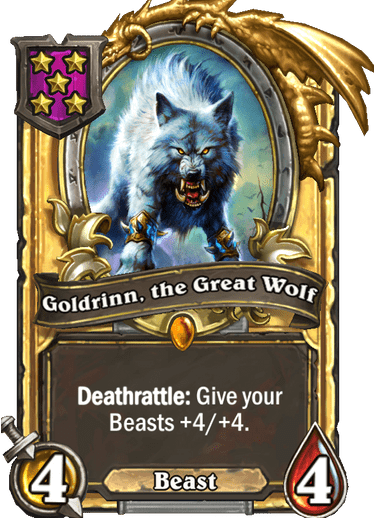 Goldrinn, the Great Wolf
Deathrattle: Give your
Beasts +4/+4.
4
Beast
4